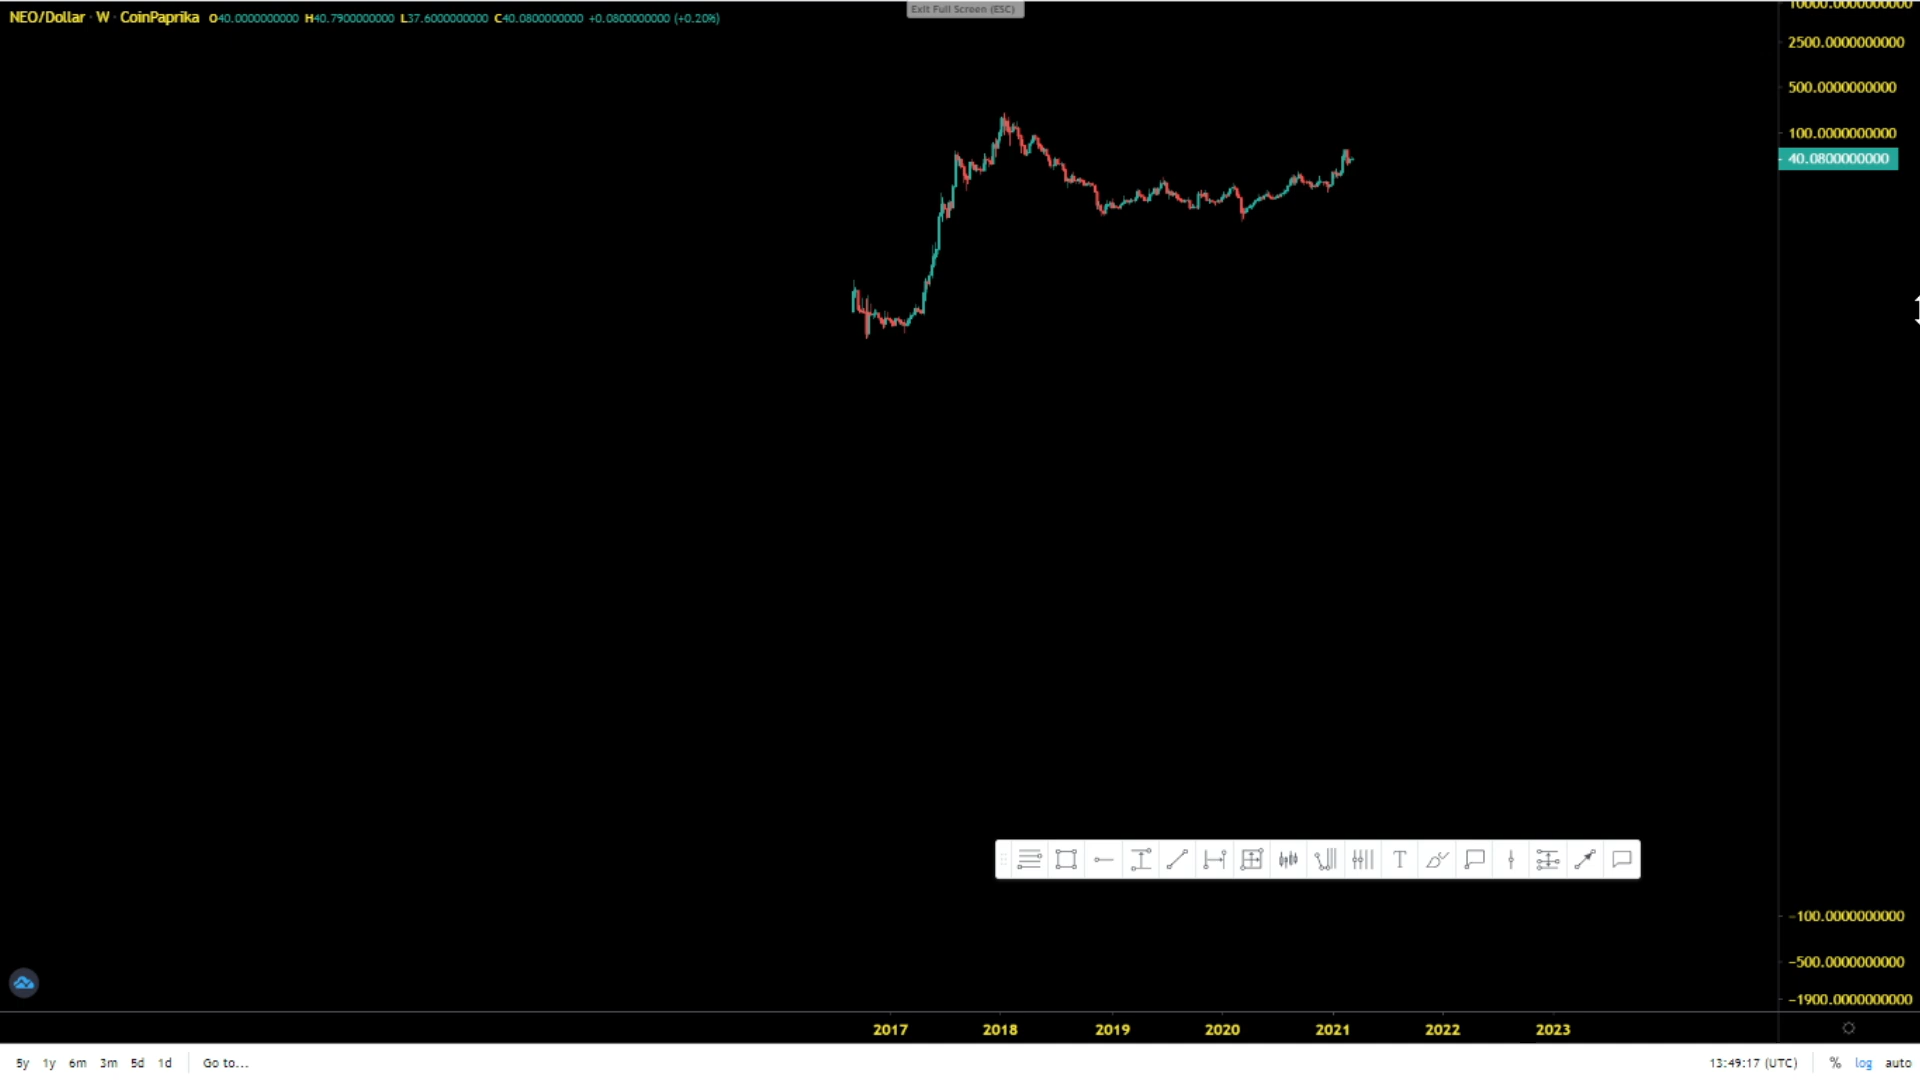 NEO/Dollar · W · CoinPaprika O40.0000000000 H40.7900000000 L37.6000000000 C40.0800000000 +0.0800000000 (+0.20%)
Exit Full Screen (ESC)
10000.0000000000
2500.0000000000
500.0000000000
100.0000000000
40.0800000000
T
-100.0000000000
-500.0000000000
-1900.0000000000
2017 2018 2019 2020 2021 2022 2023
5y 1y 6m 3m 5d 1d Go to... 13:49:17 (UTC) % log auto